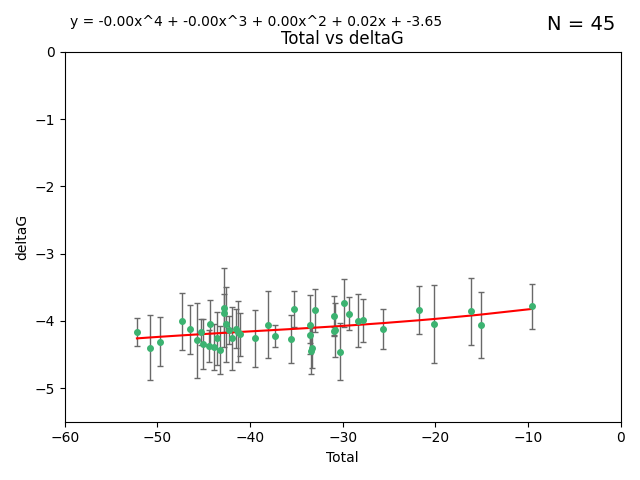 y = -0.00x^4 + -0.00x^3 + 0.00x^2 + 0.02x + -3.65
N = 45
Total vs deltaG
0
−1
−2
−3
−4
−5
deltaG
−60 −50 −40 −30 −20 −10 0
Total